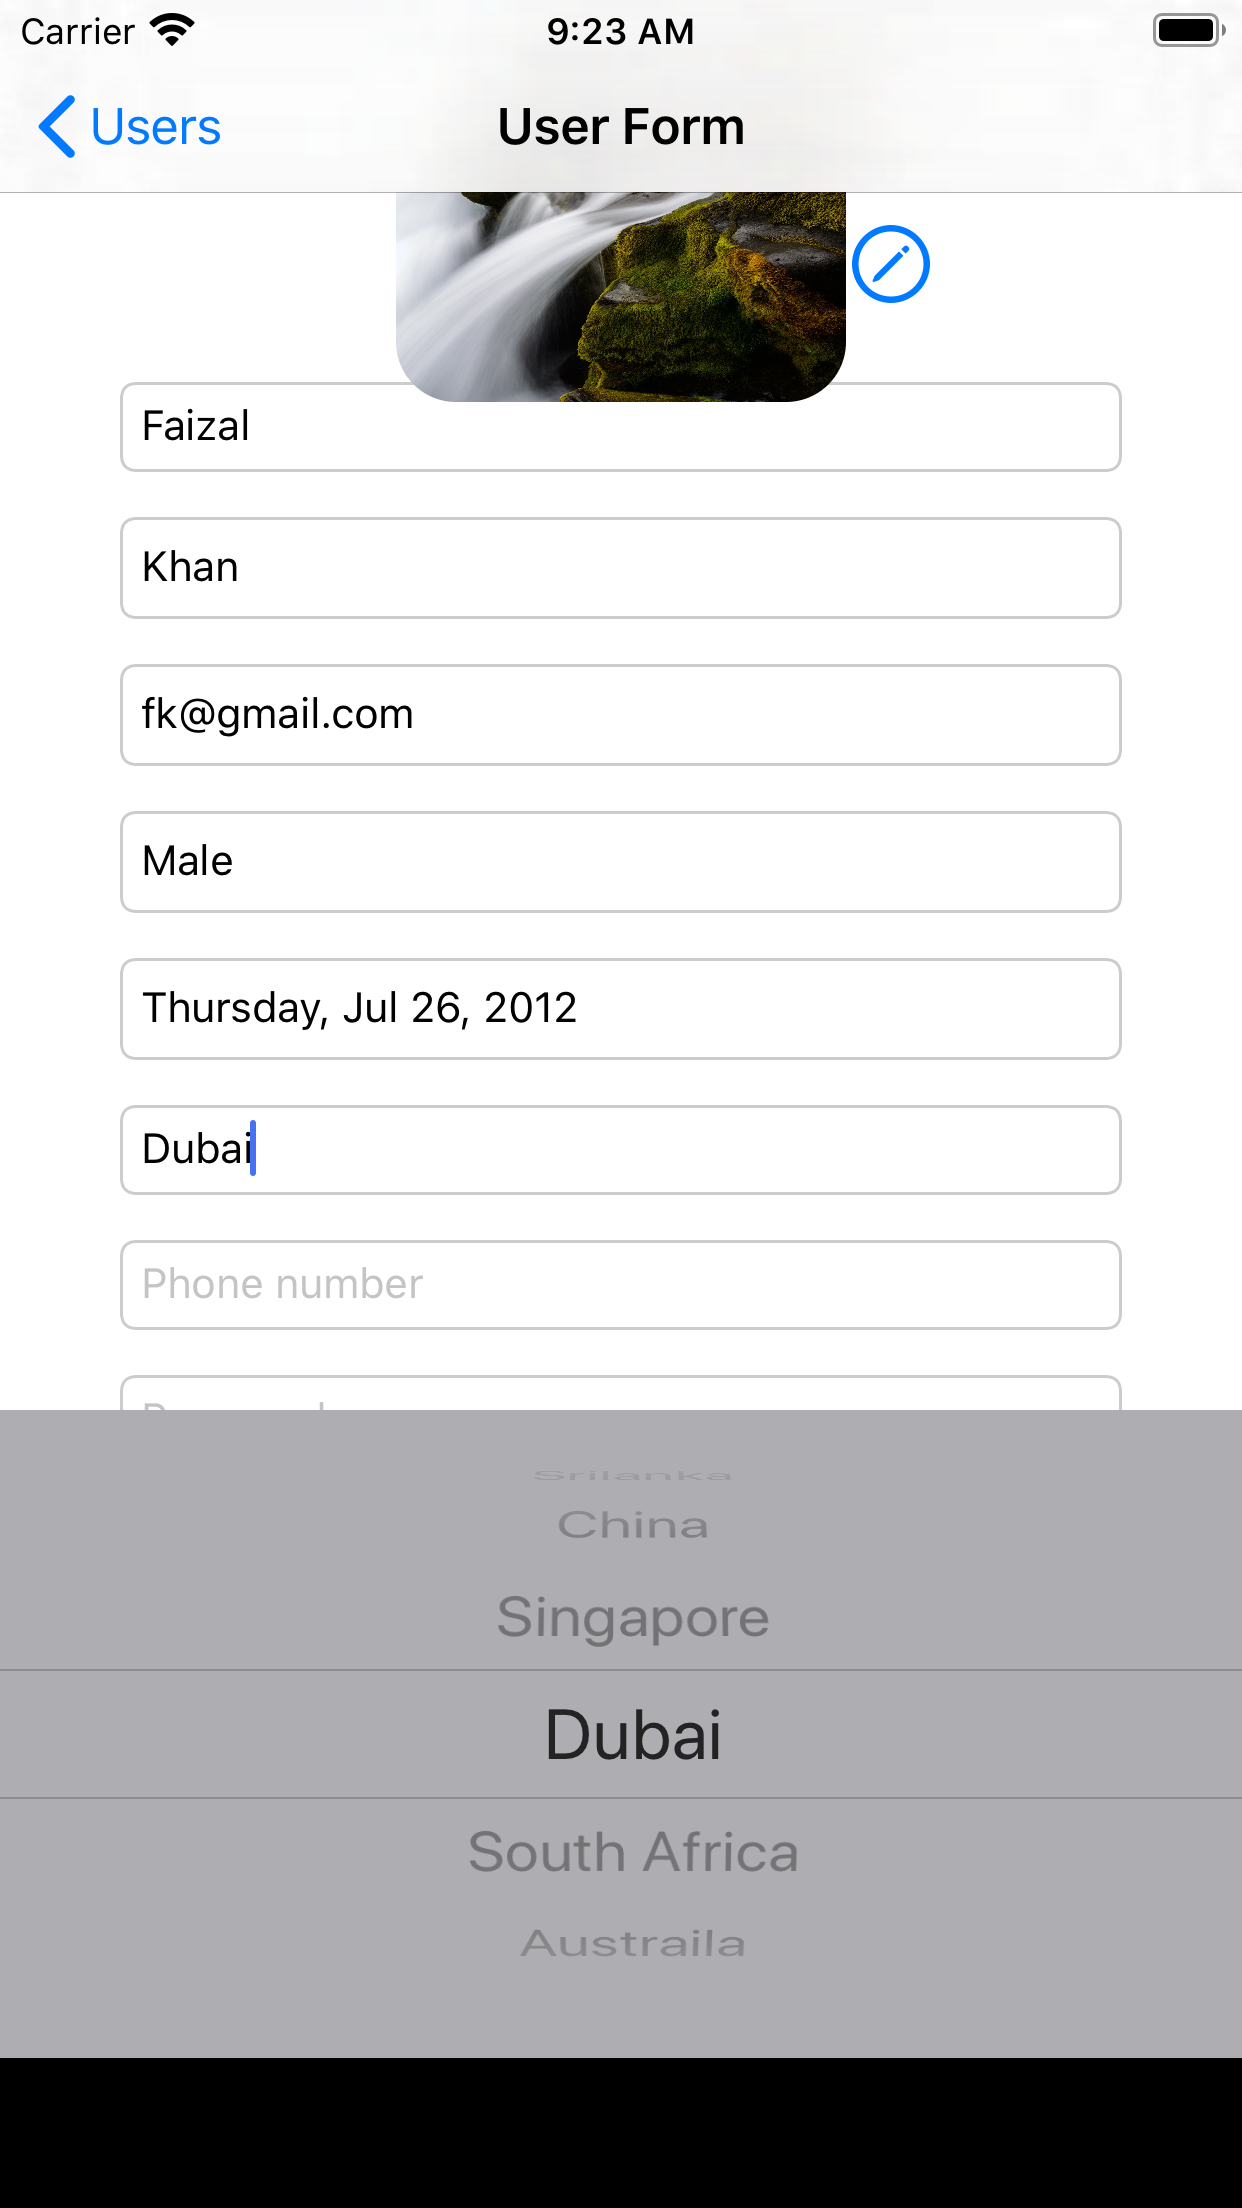 Carrier 9:23 AM
Users User Form
Faizal
Khan
fk@gmail.com
Male
Thursday, Jul 26, 2012
Dubai
Phone number
Srilanka
China
Singapore
Dubai
South Africa
Austraila